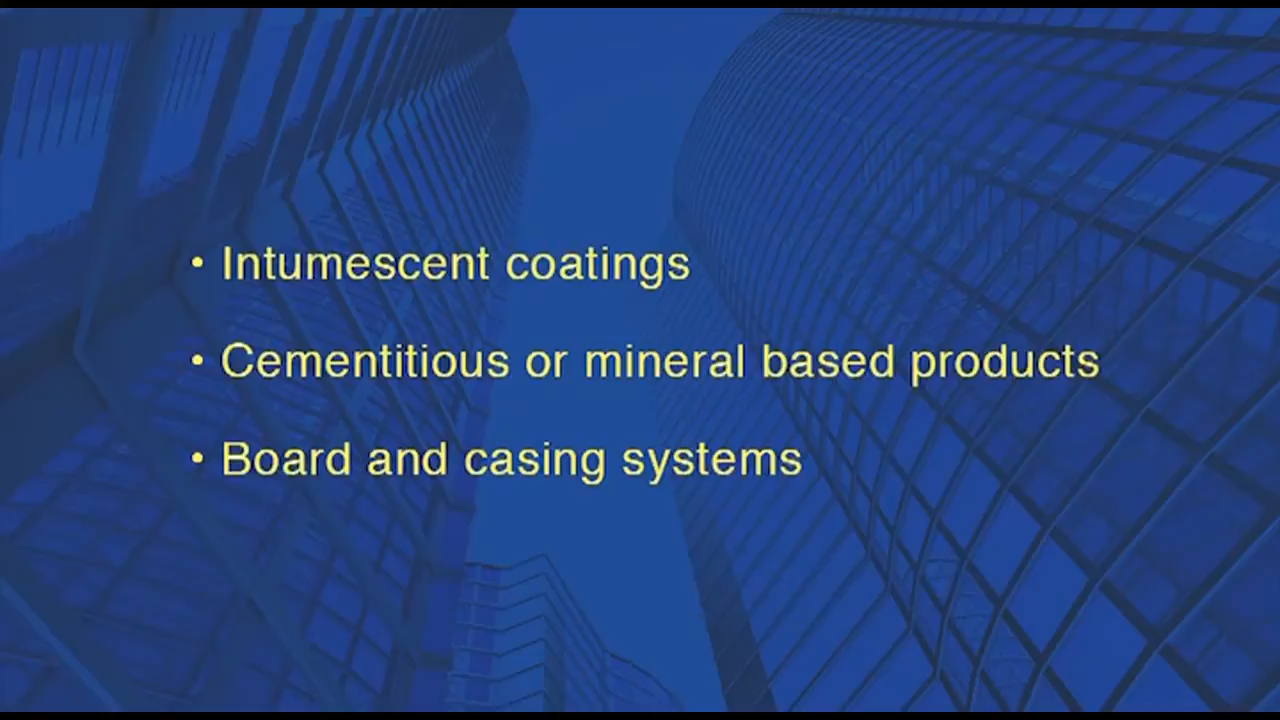 • Intumescent coatings
• Cementitious or mineral based products
• Board and casing systems